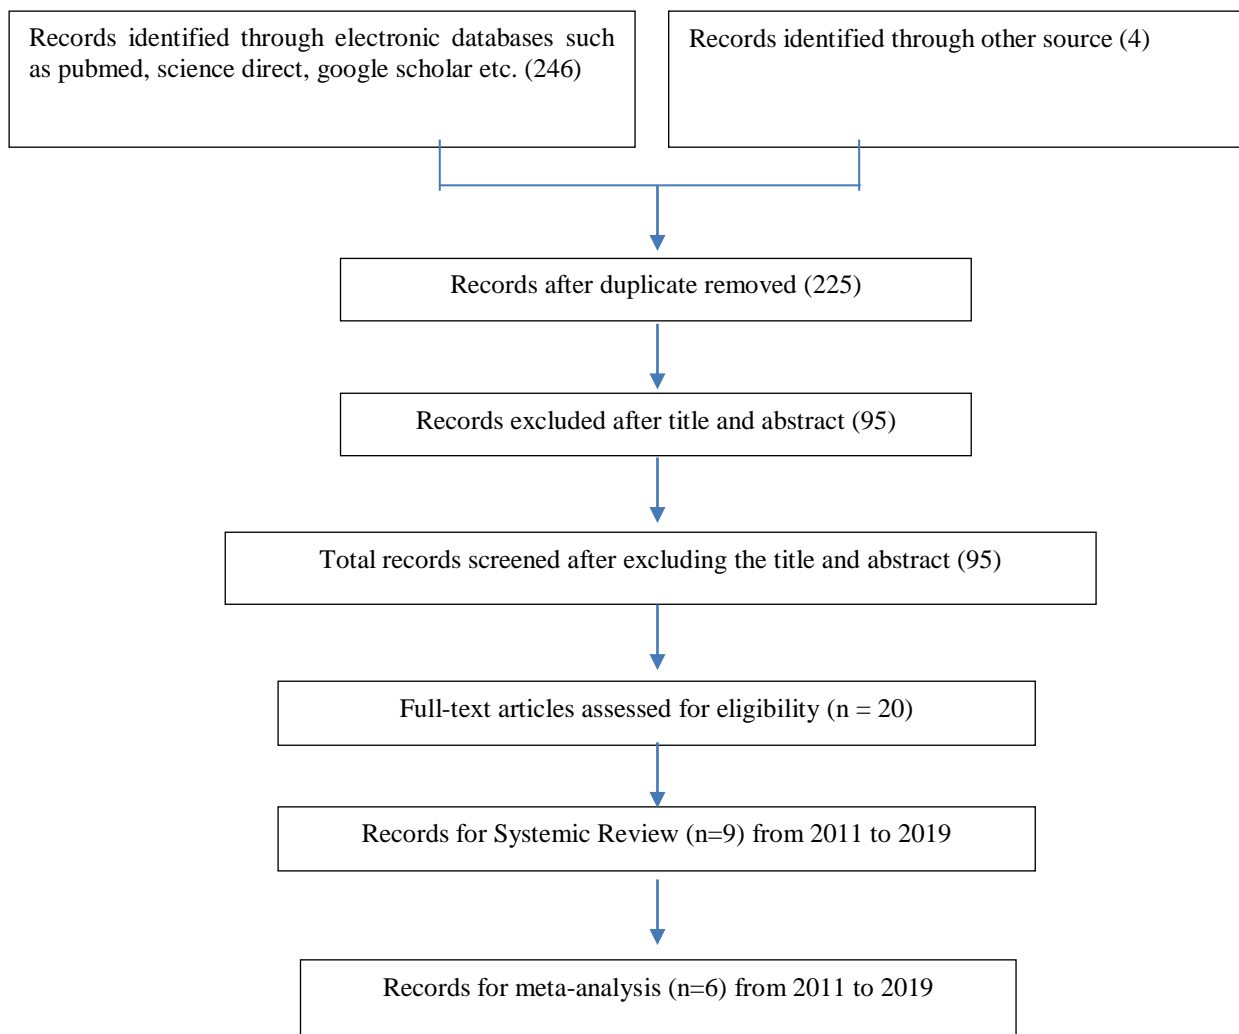 Records identified through electronic databases such
as pubmed, science direct, google scholar etc. (246)
Records identified through other source (4)
Records after duplicate removed (225)
Records excluded after title and abstract (95)
Total records screened after excluding the title and abstract (95)
Full-text articles assessed for eligibility (n = 20)
Records for Systemic Review (n=9) from 2011 to 2019
Records for meta-analysis (n=6) from 2011 to 2019